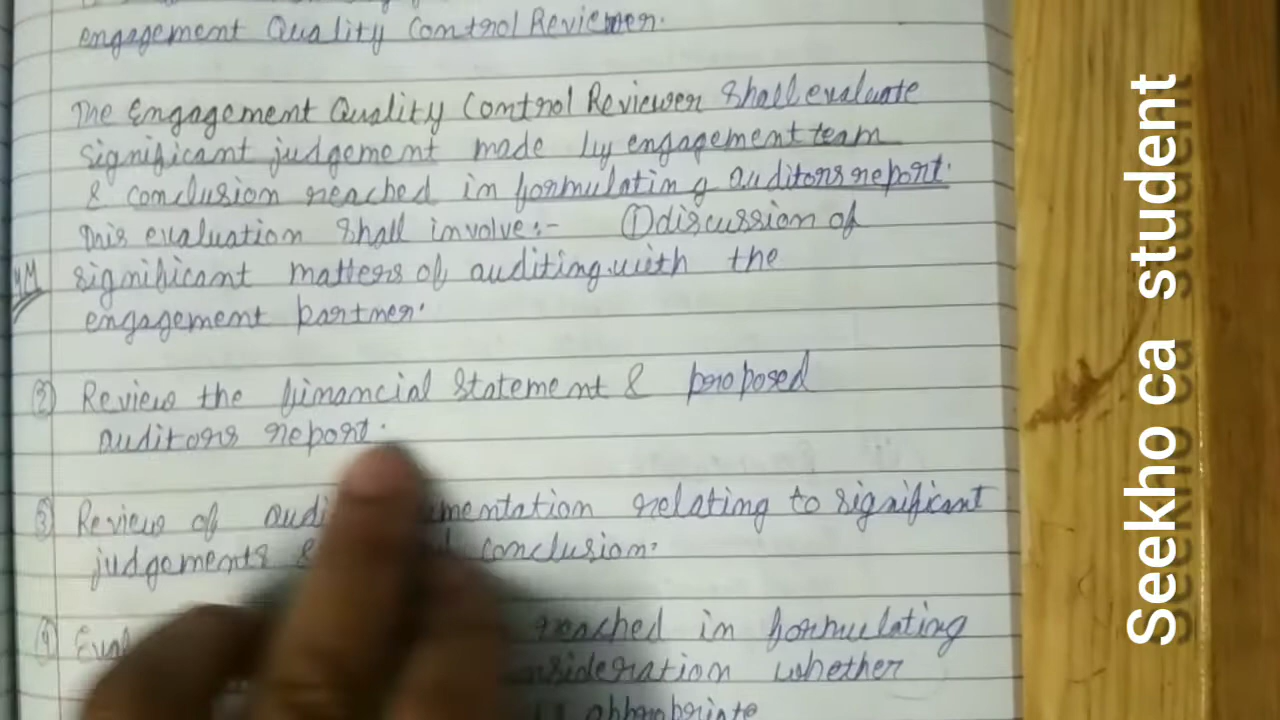 engagement Quality Control Reviewer.
The Engagement Quality Control Reviewer shall evaluate
significant judgement made by engagement team
& conclusion reached in formulating auditors report.
This evaluation shall involve:- ① discussion of
4M significant matters of auditing with the
engagement partner.
② Review the financial statement & proposed
auditors report.
③ Review of relating to significant
judgements conclusion.
④ reached in formulating
whether
appropriate
Seekho ca student